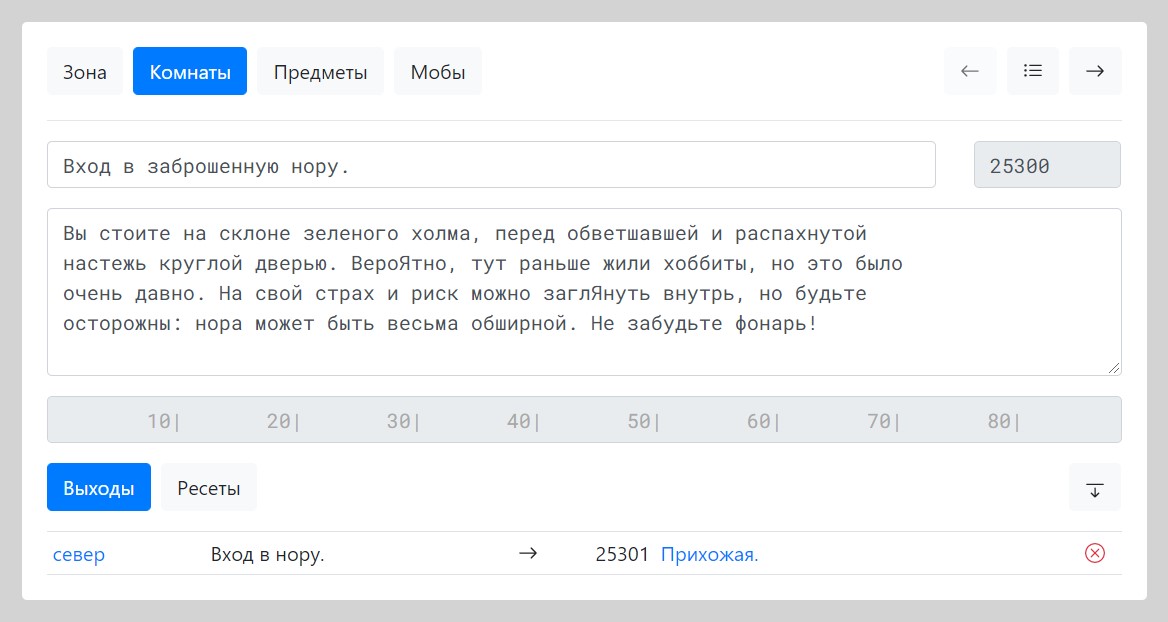 Зона Комнаты Предметы Мобы
Вход в заброшенную нору. 25300
Вы стоите на склоне зеленого холма, перед обветшавшей и распахнутой
настежь круглой дверью. ВероЯтно, тут раньше жили хоббиты, но это было
очень давно. На свой страх и риск можно заглЯнуть внутрь, но будьте
осторожны: нора может быть весьма обширной. Не забудьте фонарь!
10| 20| 30| 40| 50| 60| 70| 80|
Выходы Ресеты
север Вход в нору. → 25301 Прихожая.